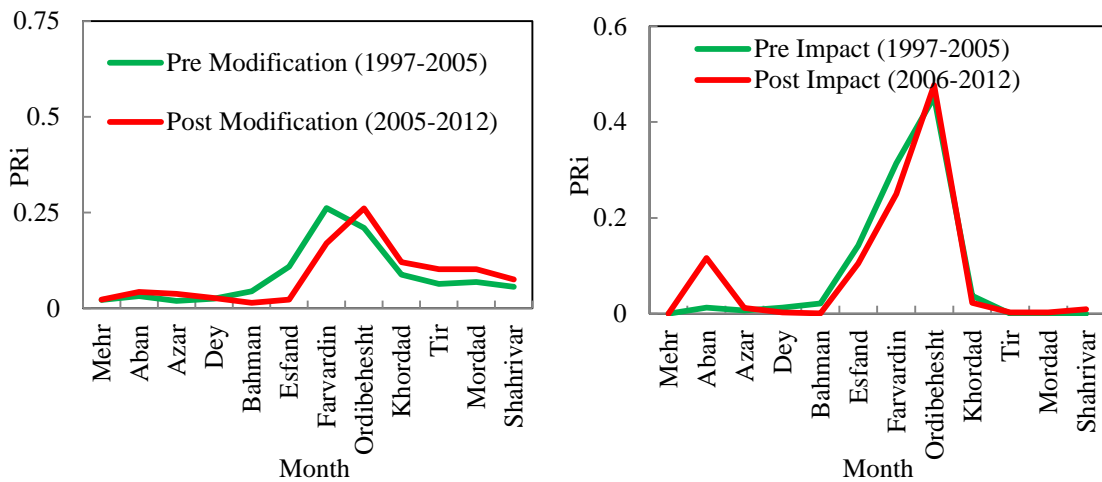 0.75
0.5
0.25
0
PRi
Pre Modification (1997-2005)
Post Modification (2005-2012)
Mehr
Aban
Azar
Dey
Bahman
Esfand
Farvardin
Ordibehesht
Khordad
Tir
Mordad
Shahrivar
Month
0.6
0.4
0.2
0
PRi
Pre Impact (1997-2005)
Post Impact (2006-2012)
Mehr
Aban
Azar
Dey
Bahman
Esfand
Farvardin
Ordibehesht
Khordad
Tir
Mordad
Shahrivar
Month